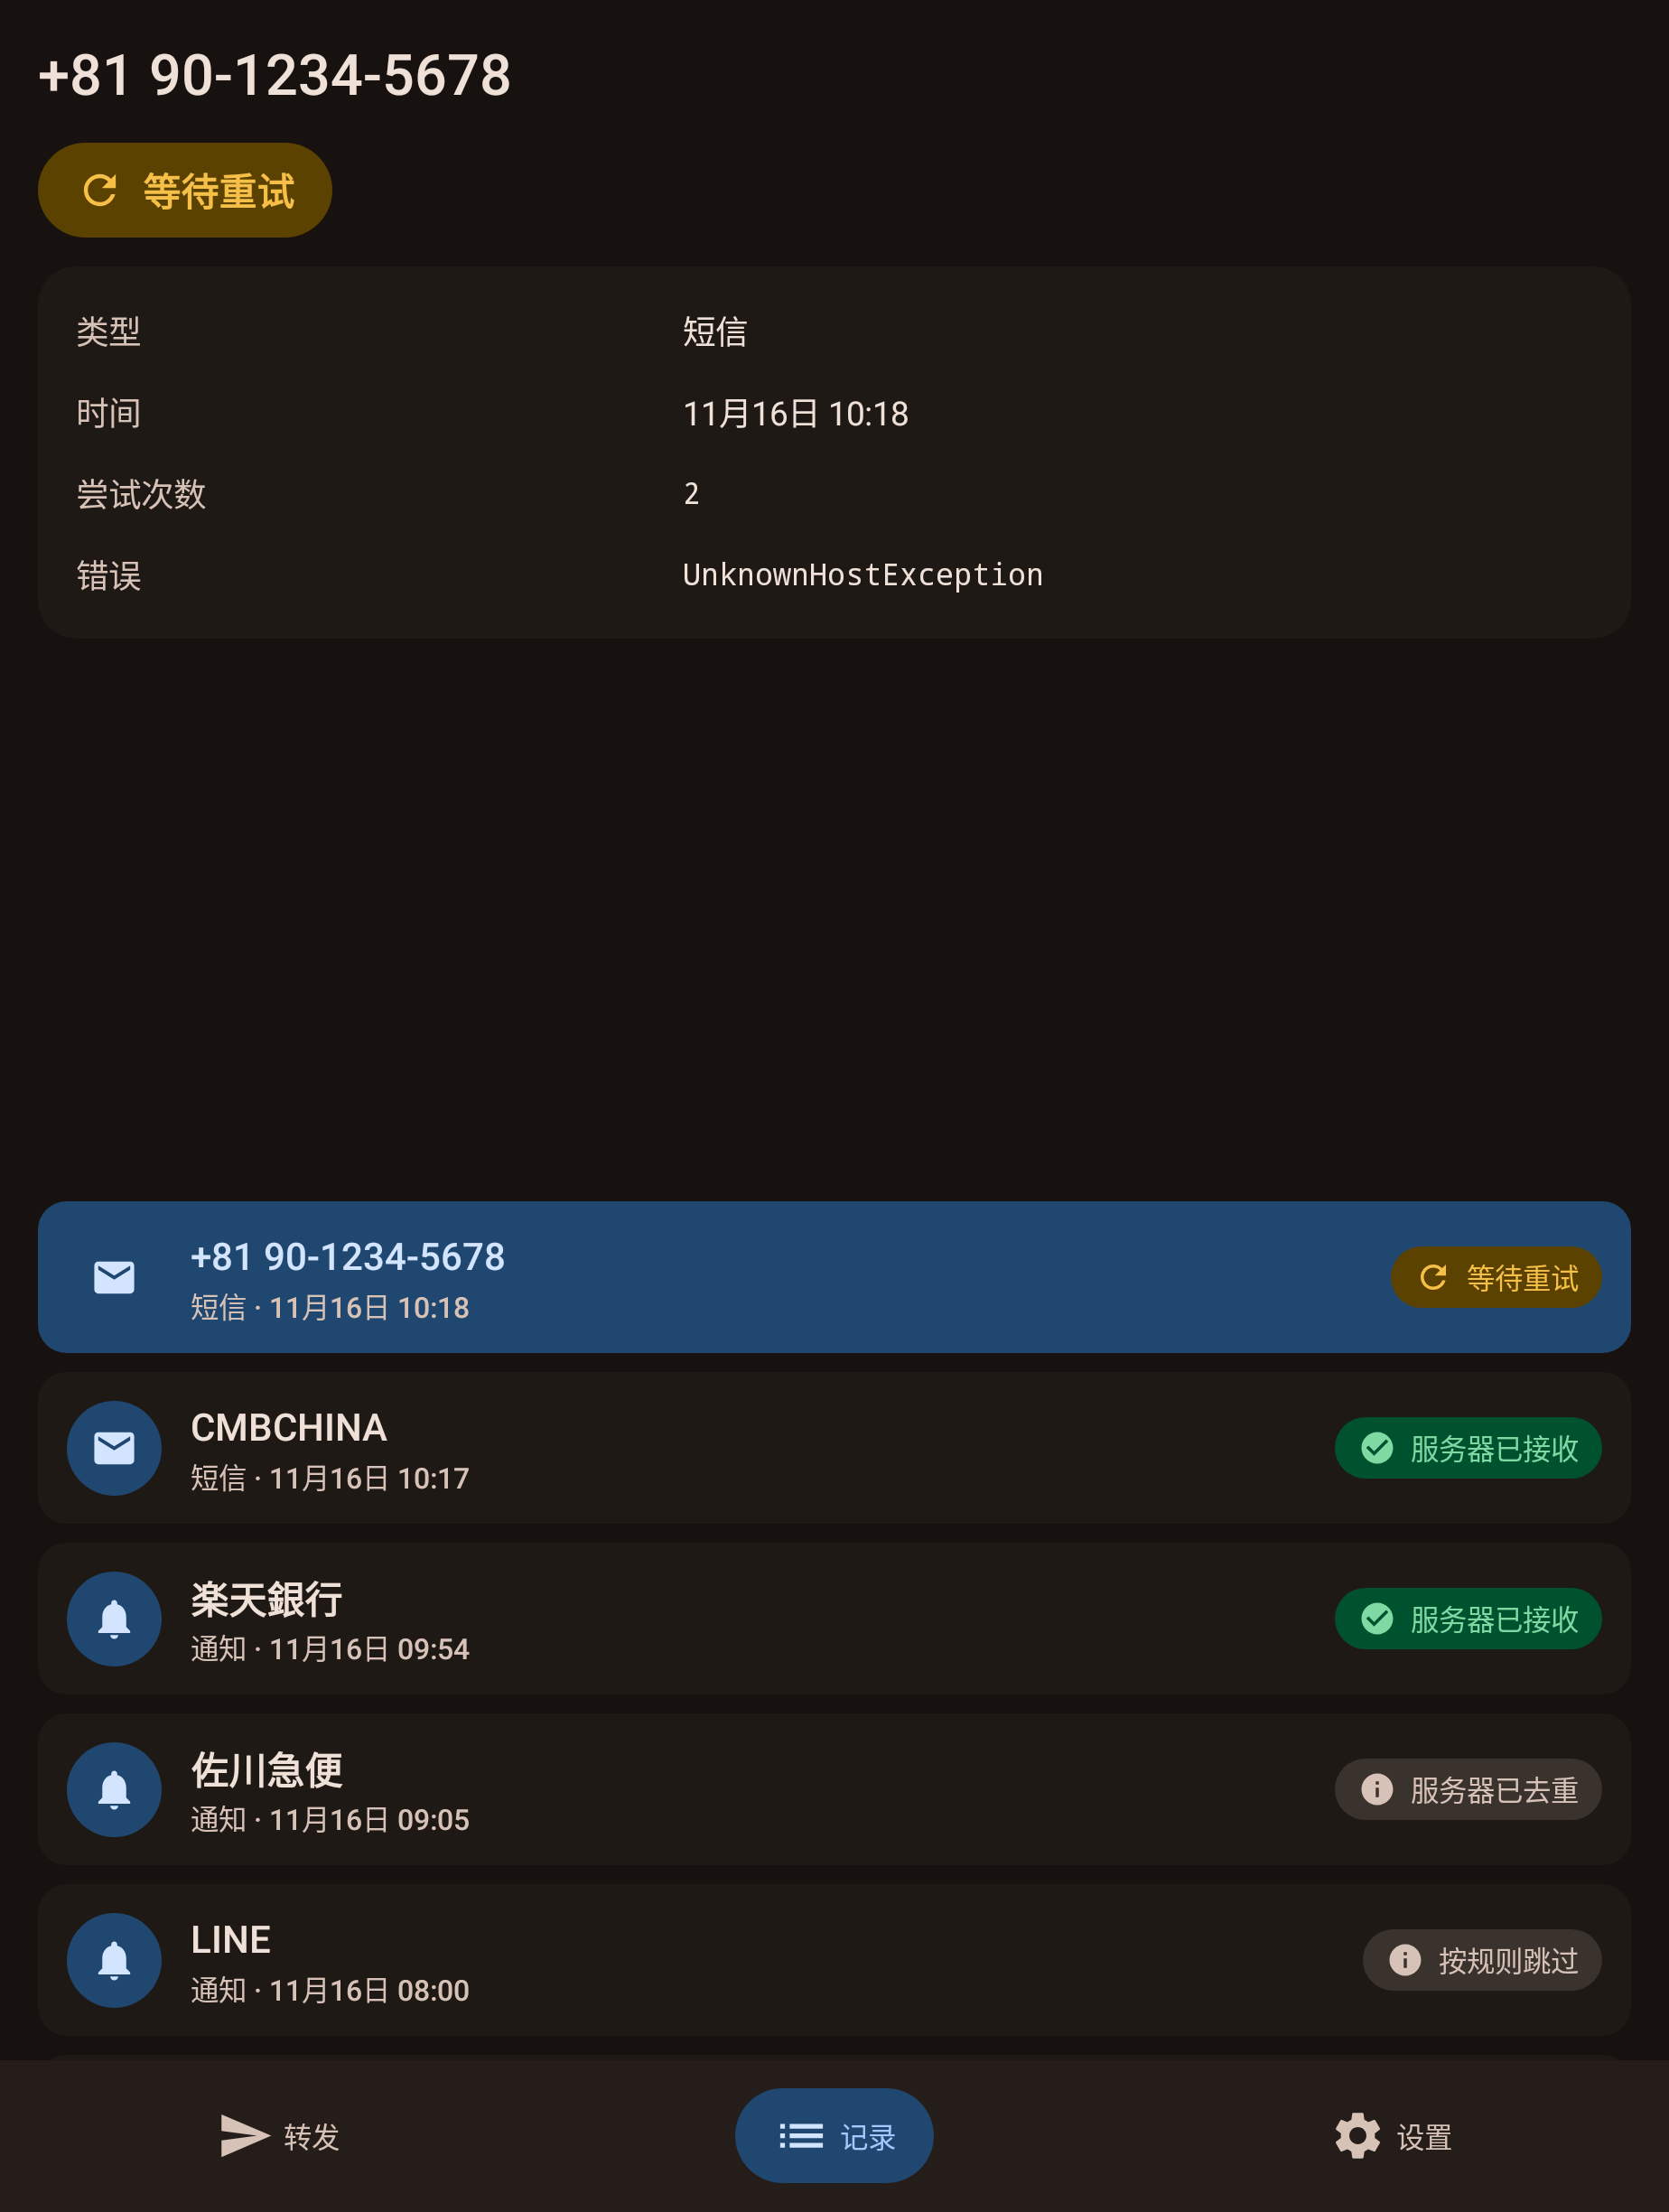 +81 90-1234-5678
等待重试
类型 短信
时间 11月16日 10:18
尝试次数 2
错误 UnknownHostException
+81 90-1234-5678
短信 · 11月16日 10:18
等待重试
CMBCHINA
短信 · 11月16日 10:17
服务器已接收
楽天銀行
通知 · 11月16日 09:54
服务器已接收
佐川急便
通知 · 11月16日 09:05
服务器已去重
LINE
通知 · 11月16日 08:00
按规则跳过
转发 记录 设置